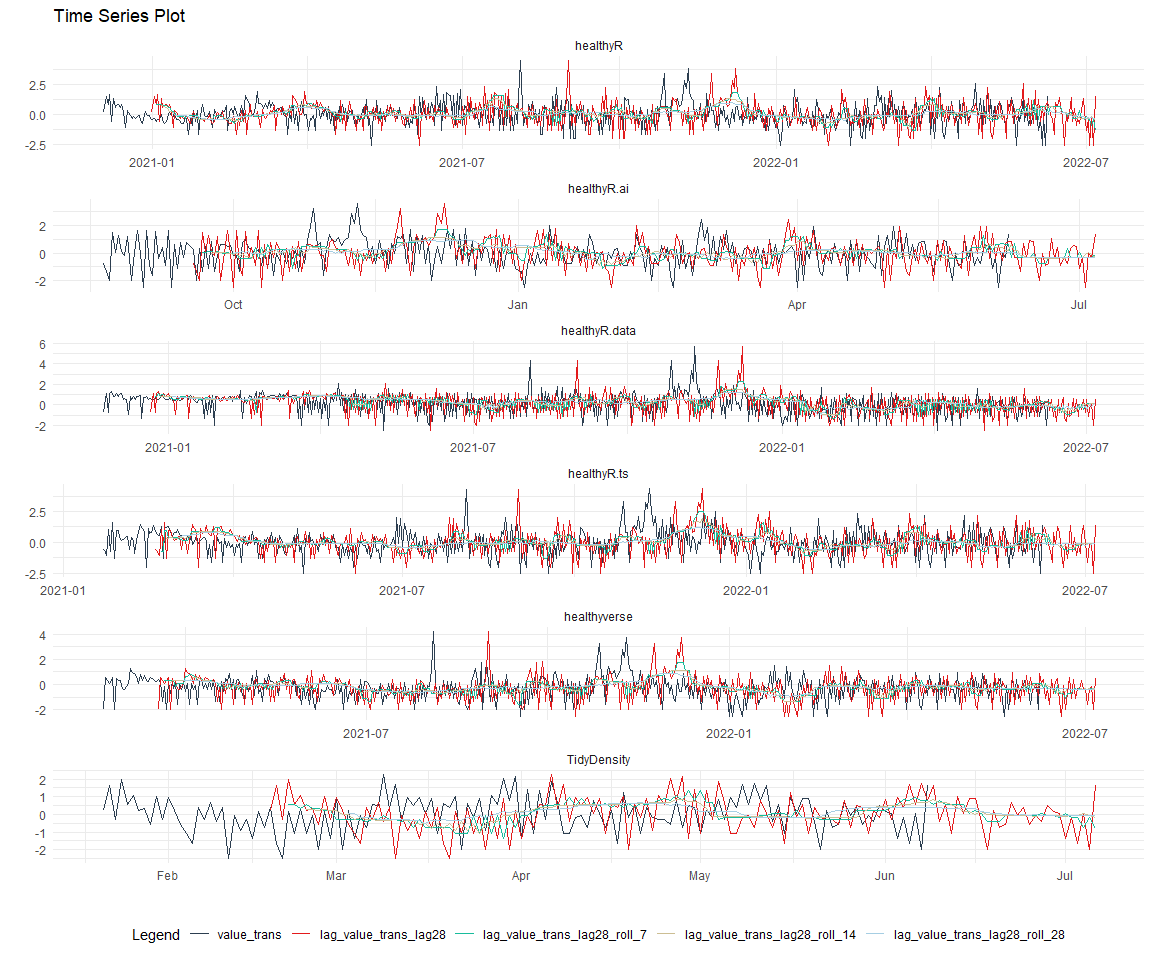 Time Series Plot
healthyR
2.5
0.0
-2.5
2021-01 2021-07 2022-01 2022-07
healthyR.ai
2
0
-2
Oct Jan Apr Jul
healthyR.data
6
4
2
0
-2
2021-01 2021-07 2022-01 2022-07
healthyR.ts
2.5
0.0
-2.5
2021-01 2021-07 2022-01 2022-07
healthyverse
4
2
0
-2
2021-07 2022-01 2022-07
TidyDensity
2
1
0
-1
-2
Feb Mar Apr May Jun Jul
Legend value_trans lag_value_trans_lag28 lag_value_trans_lag28_roll_7 lag_value_trans_lag28_roll_14 lag_value_trans_lag28_roll_28